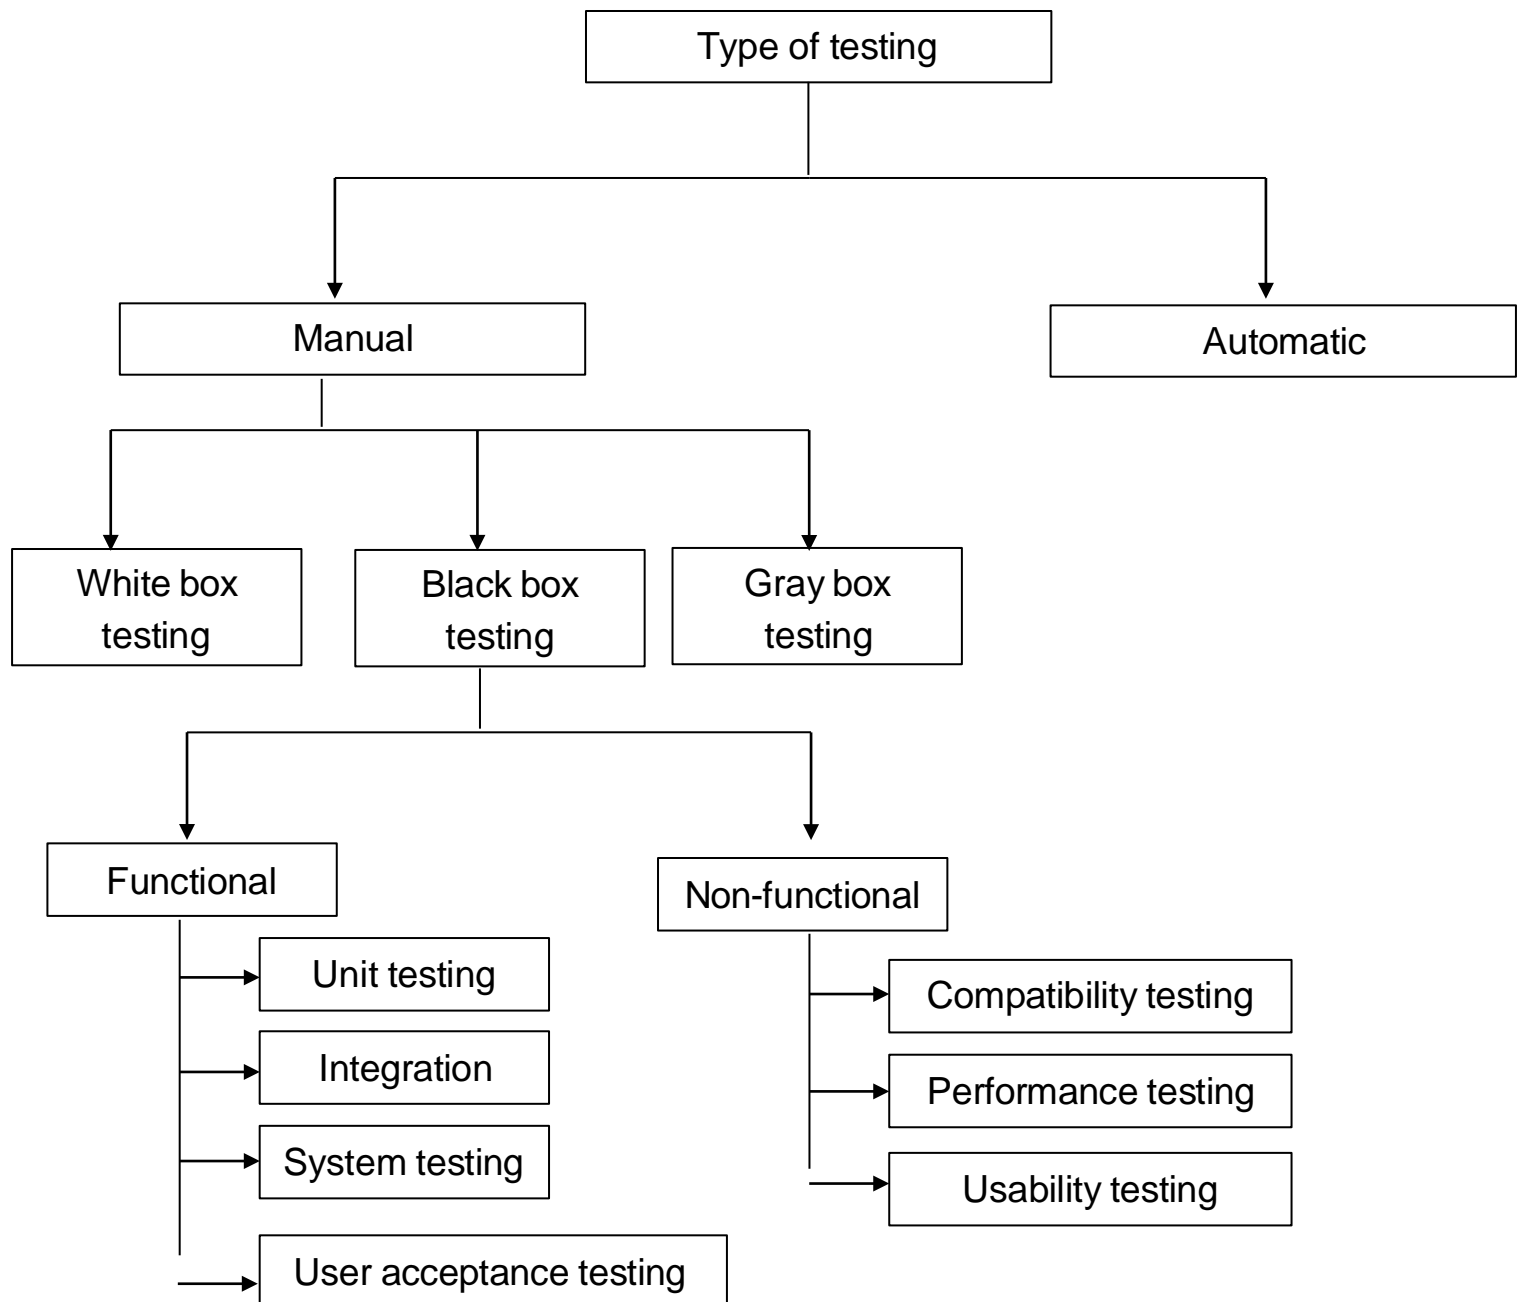 Type of testing
Manual
Automatic
White box
testing
Black box
testing
Gray box
testing
Functional
Non-functional
Unit testing
Integration
System testing
User acceptance testing
Compatibility testing
Performance testing
Usability testing